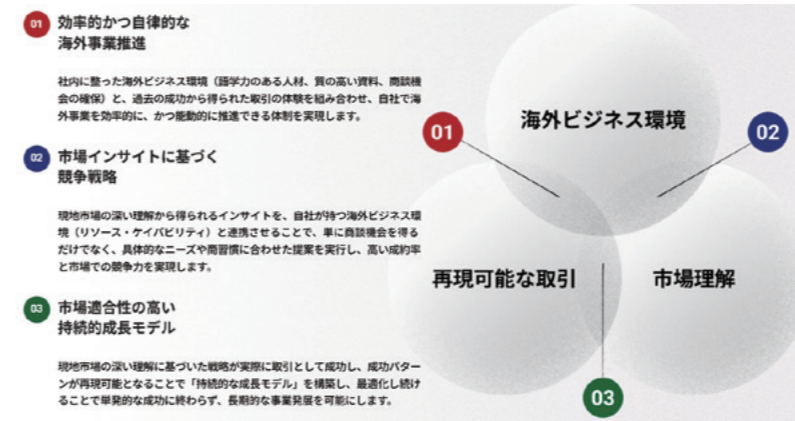 01 効率的かつ自律的な
海外事業推進
社内に整った海外ビジネス環境（語学力のある人材、質の高い資料、商談機
会の確保）と、過去の成功から得られた取引の体験を組み合わせ、自社で海
外事業を効率的に、かつ能動的に推進できる体制を実現します。
02 市場インサイトに基づく
競争戦略
現地市場の深い理解から得られるインサイトを、自社が持つ海外ビジネス環
境（リソース・ケイパビリティ）と連携させることで、単に商談機会を得る
だけでなく、具体的なニーズや商習慣に合わせた提案を実行し、高い成約率
と市場での競争力を実現します。
03 市場適合性の高い
持続的成長モデル
現地市場の深い理解に基づいた戦略が実際に取引として成功し、成功パター
ンが再現可能となることで「持続的な成長モデル」を構築し、最適化し続け
ることで単発的な成功に終わらず、長期的な事業発展を可能にします。
海外ビジネス環境
01
02
再現可能な取引
市場理解
03